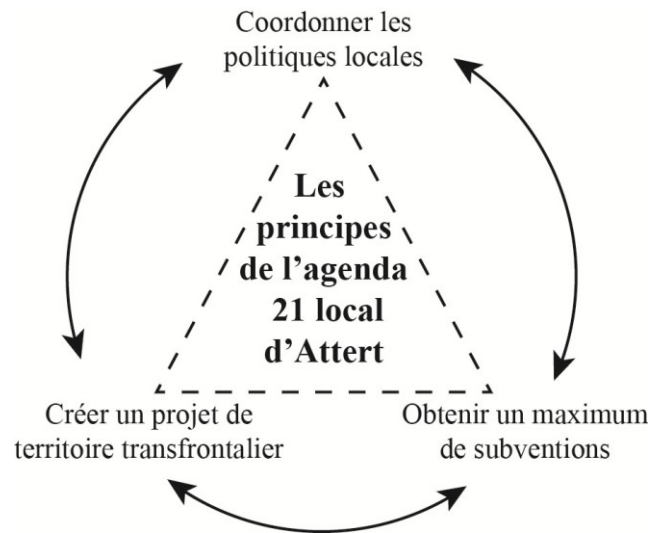 Coordonner les
politiques locales
Les
principes
de l'agenda
21 local
d'Attert
Créer un projet de
territoire transfrontalier
Obtenir un maximum
de subventions